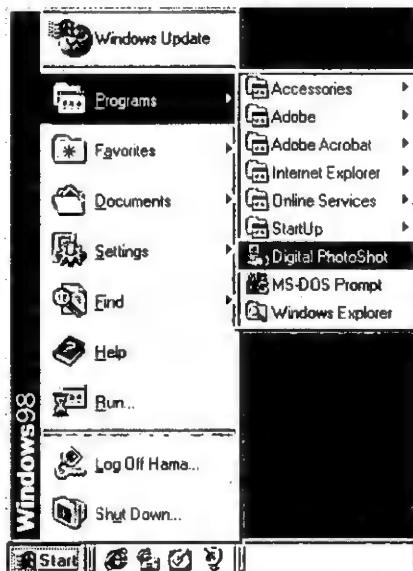 Windows Update
Programs
Favorites
Documents
Settings
Find
Help
Run...
Log Off Hama...
Shut Down...
Windows98
Start
Accessories
Adobe
Adobe Acrobat
Internet Explorer
Online Services
StartUp
Digital PhotoShot
MS-DOS Prompt
Windows Explorer